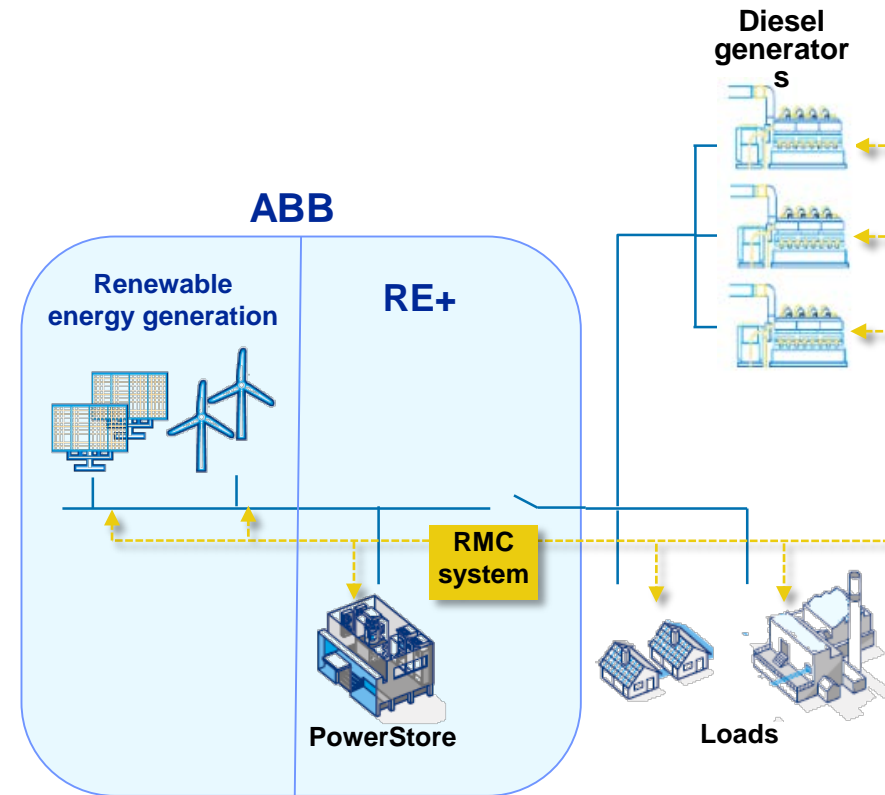 Diesel
generator
s
ABB
Renewable
energy generation
RE+
RMC
system
PowerStore
Loads